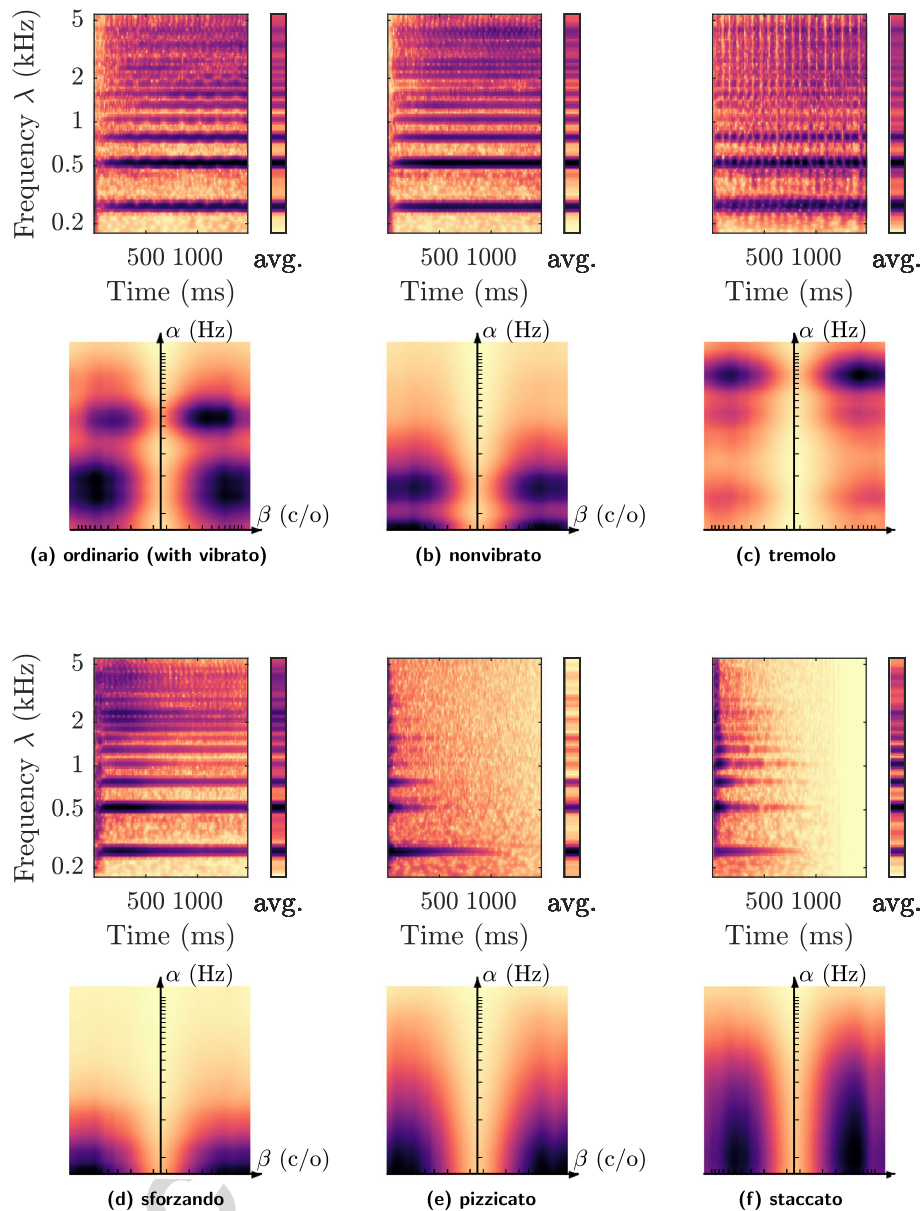 Frequency λ (kHz)
5
2
1
0.5
0.2
500 1000 avg.
Time (ms)
500 1000 avg.
Time (ms)
500 1000 avg.
Time (ms)
α (Hz)
β (c/o)
(a) ordinario (with vibrato)
α (Hz)
β (c/o)
(b) nonvibrato
α (Hz)
(c) tremolo
Frequency λ (kHz)
5
2
1
0.5
0.2
500 1000 avg.
Time (ms)
500 1000 avg.
Time (ms)
500 1000 avg.
Time (ms)
α (Hz)
β (c/o)
(d) sforzando
α (Hz)
β (c/o)
(e) pizzicato
α (Hz)
(f) staccato